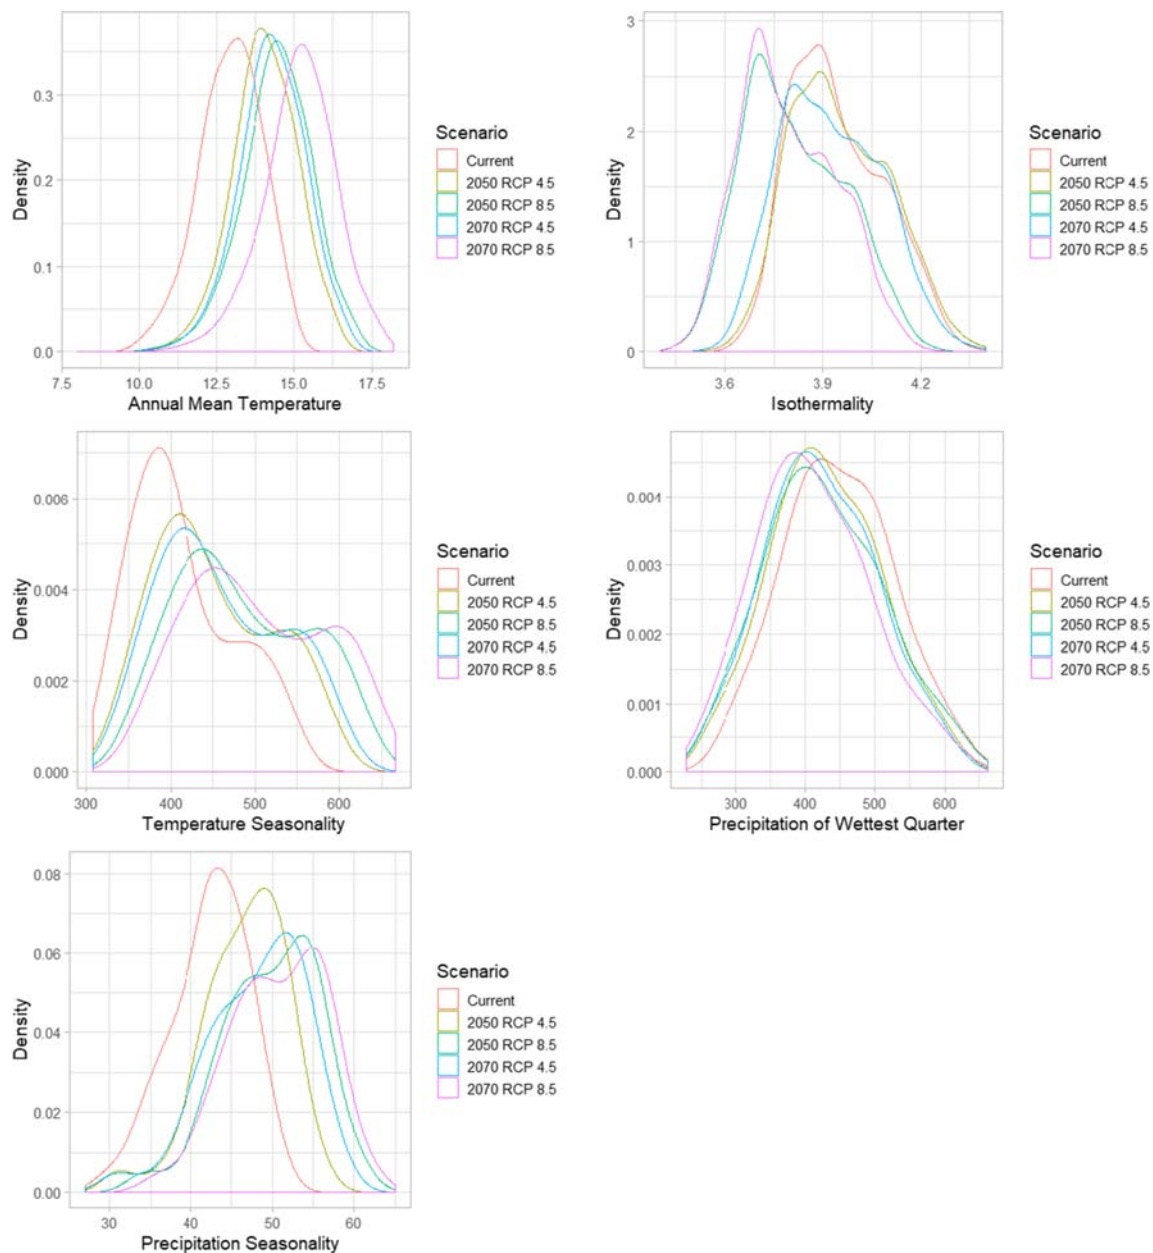 0.3
0.2
0.1
0.0
Density
7.5 10.0 12.5 15.0 17.5
Annual Mean Temperature
Scenario
Current
2050 RCP 4.5
2050 RCP 8.5
2070 RCP 4.5
2070 RCP 8.5
3
2
1
0
Density
3.6 3.9 4.2
Isothermality
Scenario
Current
2050 RCP 4.5
2050 RCP 8.5
2070 RCP 4.5
2070 RCP 8.5
0.006
0.004
0.002
0.000
Density
300 400 500 600
Temperature Seasonality
Scenario
Current
2050 RCP 4.5
2050 RCP 8.5
2070 RCP 4.5
2070 RCP 8.5
0.004
0.003
0.002
0.001
0.000
Density
300 400 500 600
Precipitation of Wettest Quarter
Scenario
Current
2050 RCP 4.5
2050 RCP 8.5
2070 RCP 4.5
2070 RCP 8.5
0.08
0.06
0.04
0.02
0.00
Density
30 40 50 60
Precipitation Seasonality
Scenario
Current
2050 RCP 4.5
2050 RCP 8.5
2070 RCP 4.5
2070 RCP 8.5